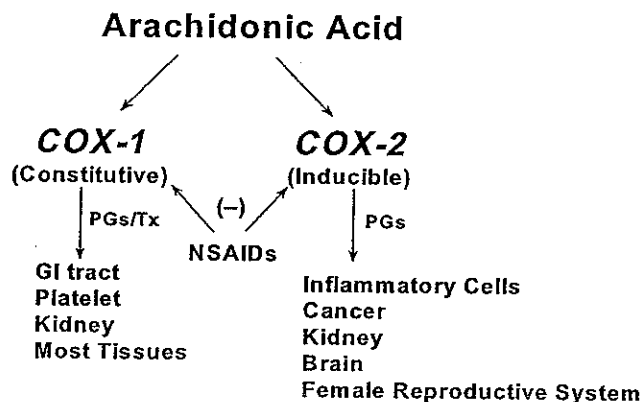 Arachidonic Acid
COX-1
(Constitutive)
COX-2
(Inducible)
(–)
PGs/Tx
NSAIDs
PGs
GI tract
Platelet
Kidney
Most Tissues
Inflammatory Cells
Cancer
Kidney
Brain
Female Reproductive System